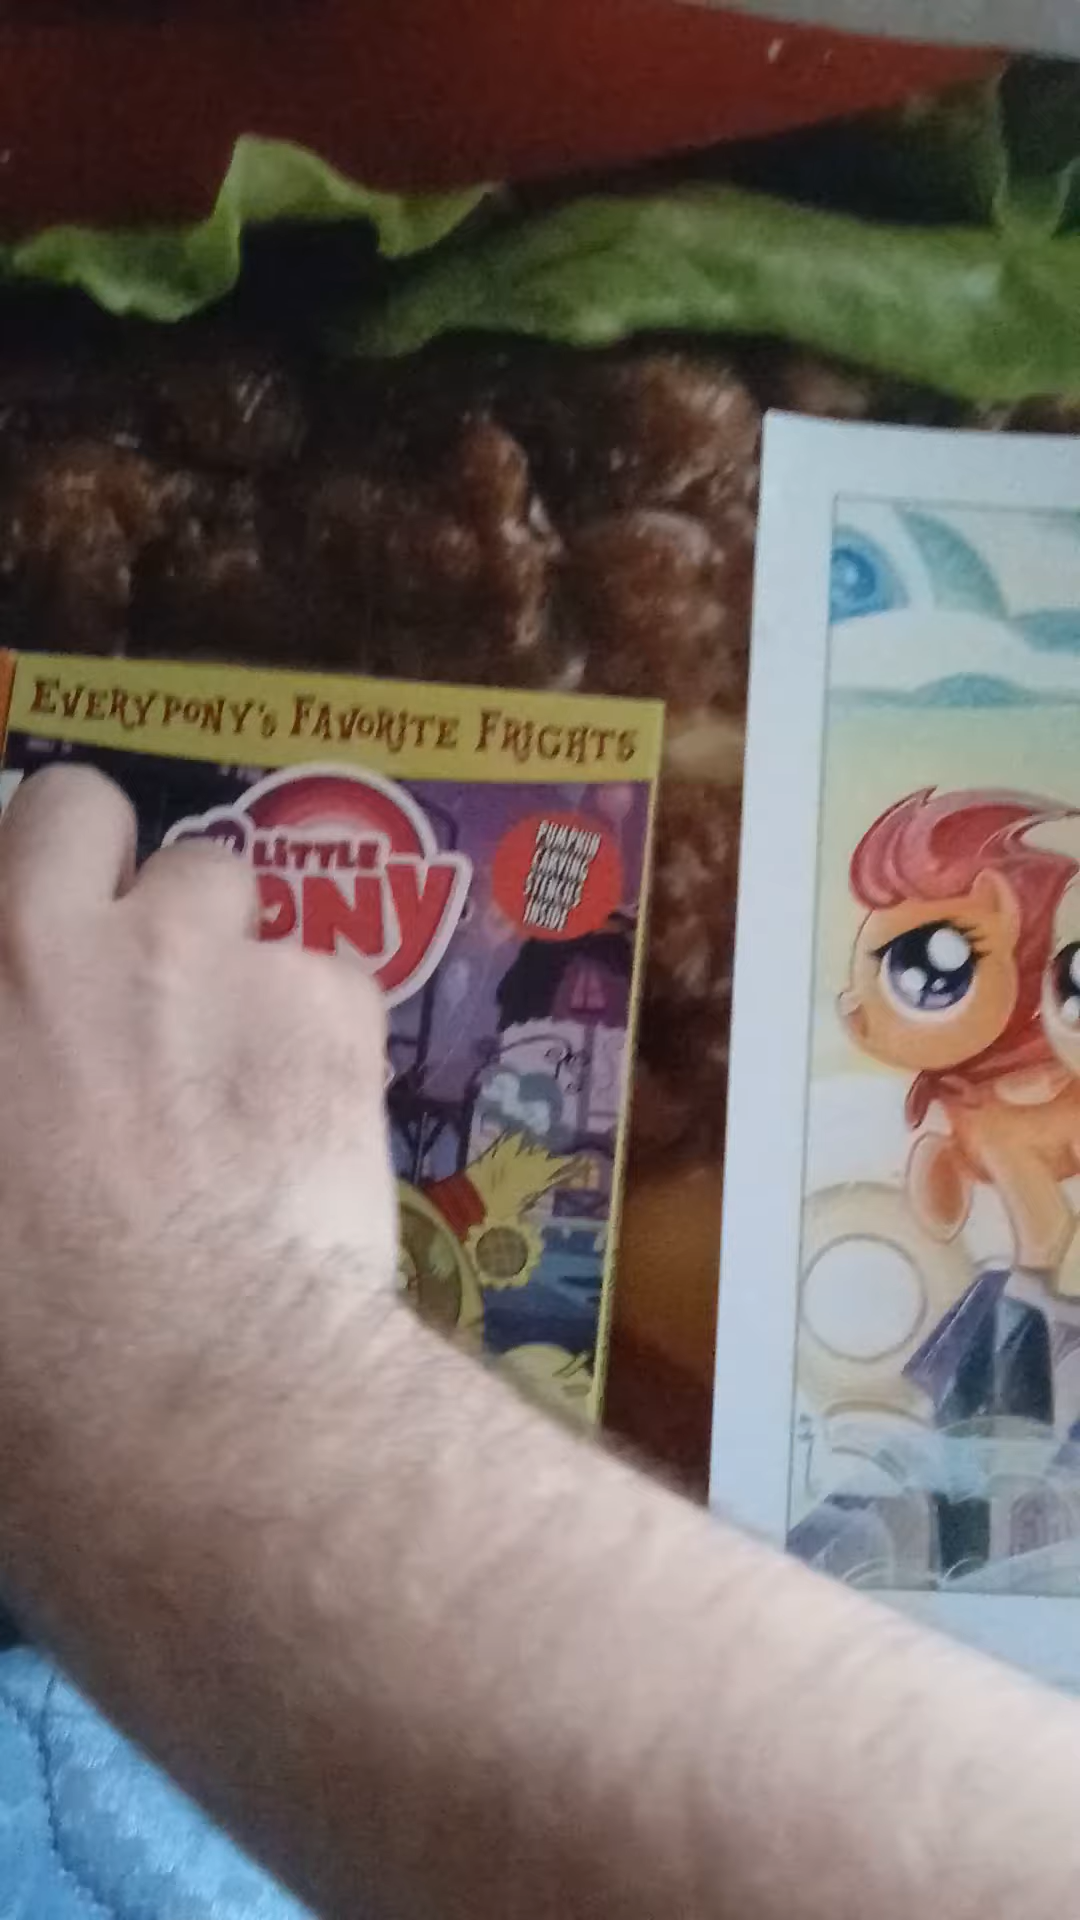 EVERYPONY'S FAVORITE FRIGHTS
LITTLE
PONY
PUMPKIN
CARVING
STENCILS
INSIDE